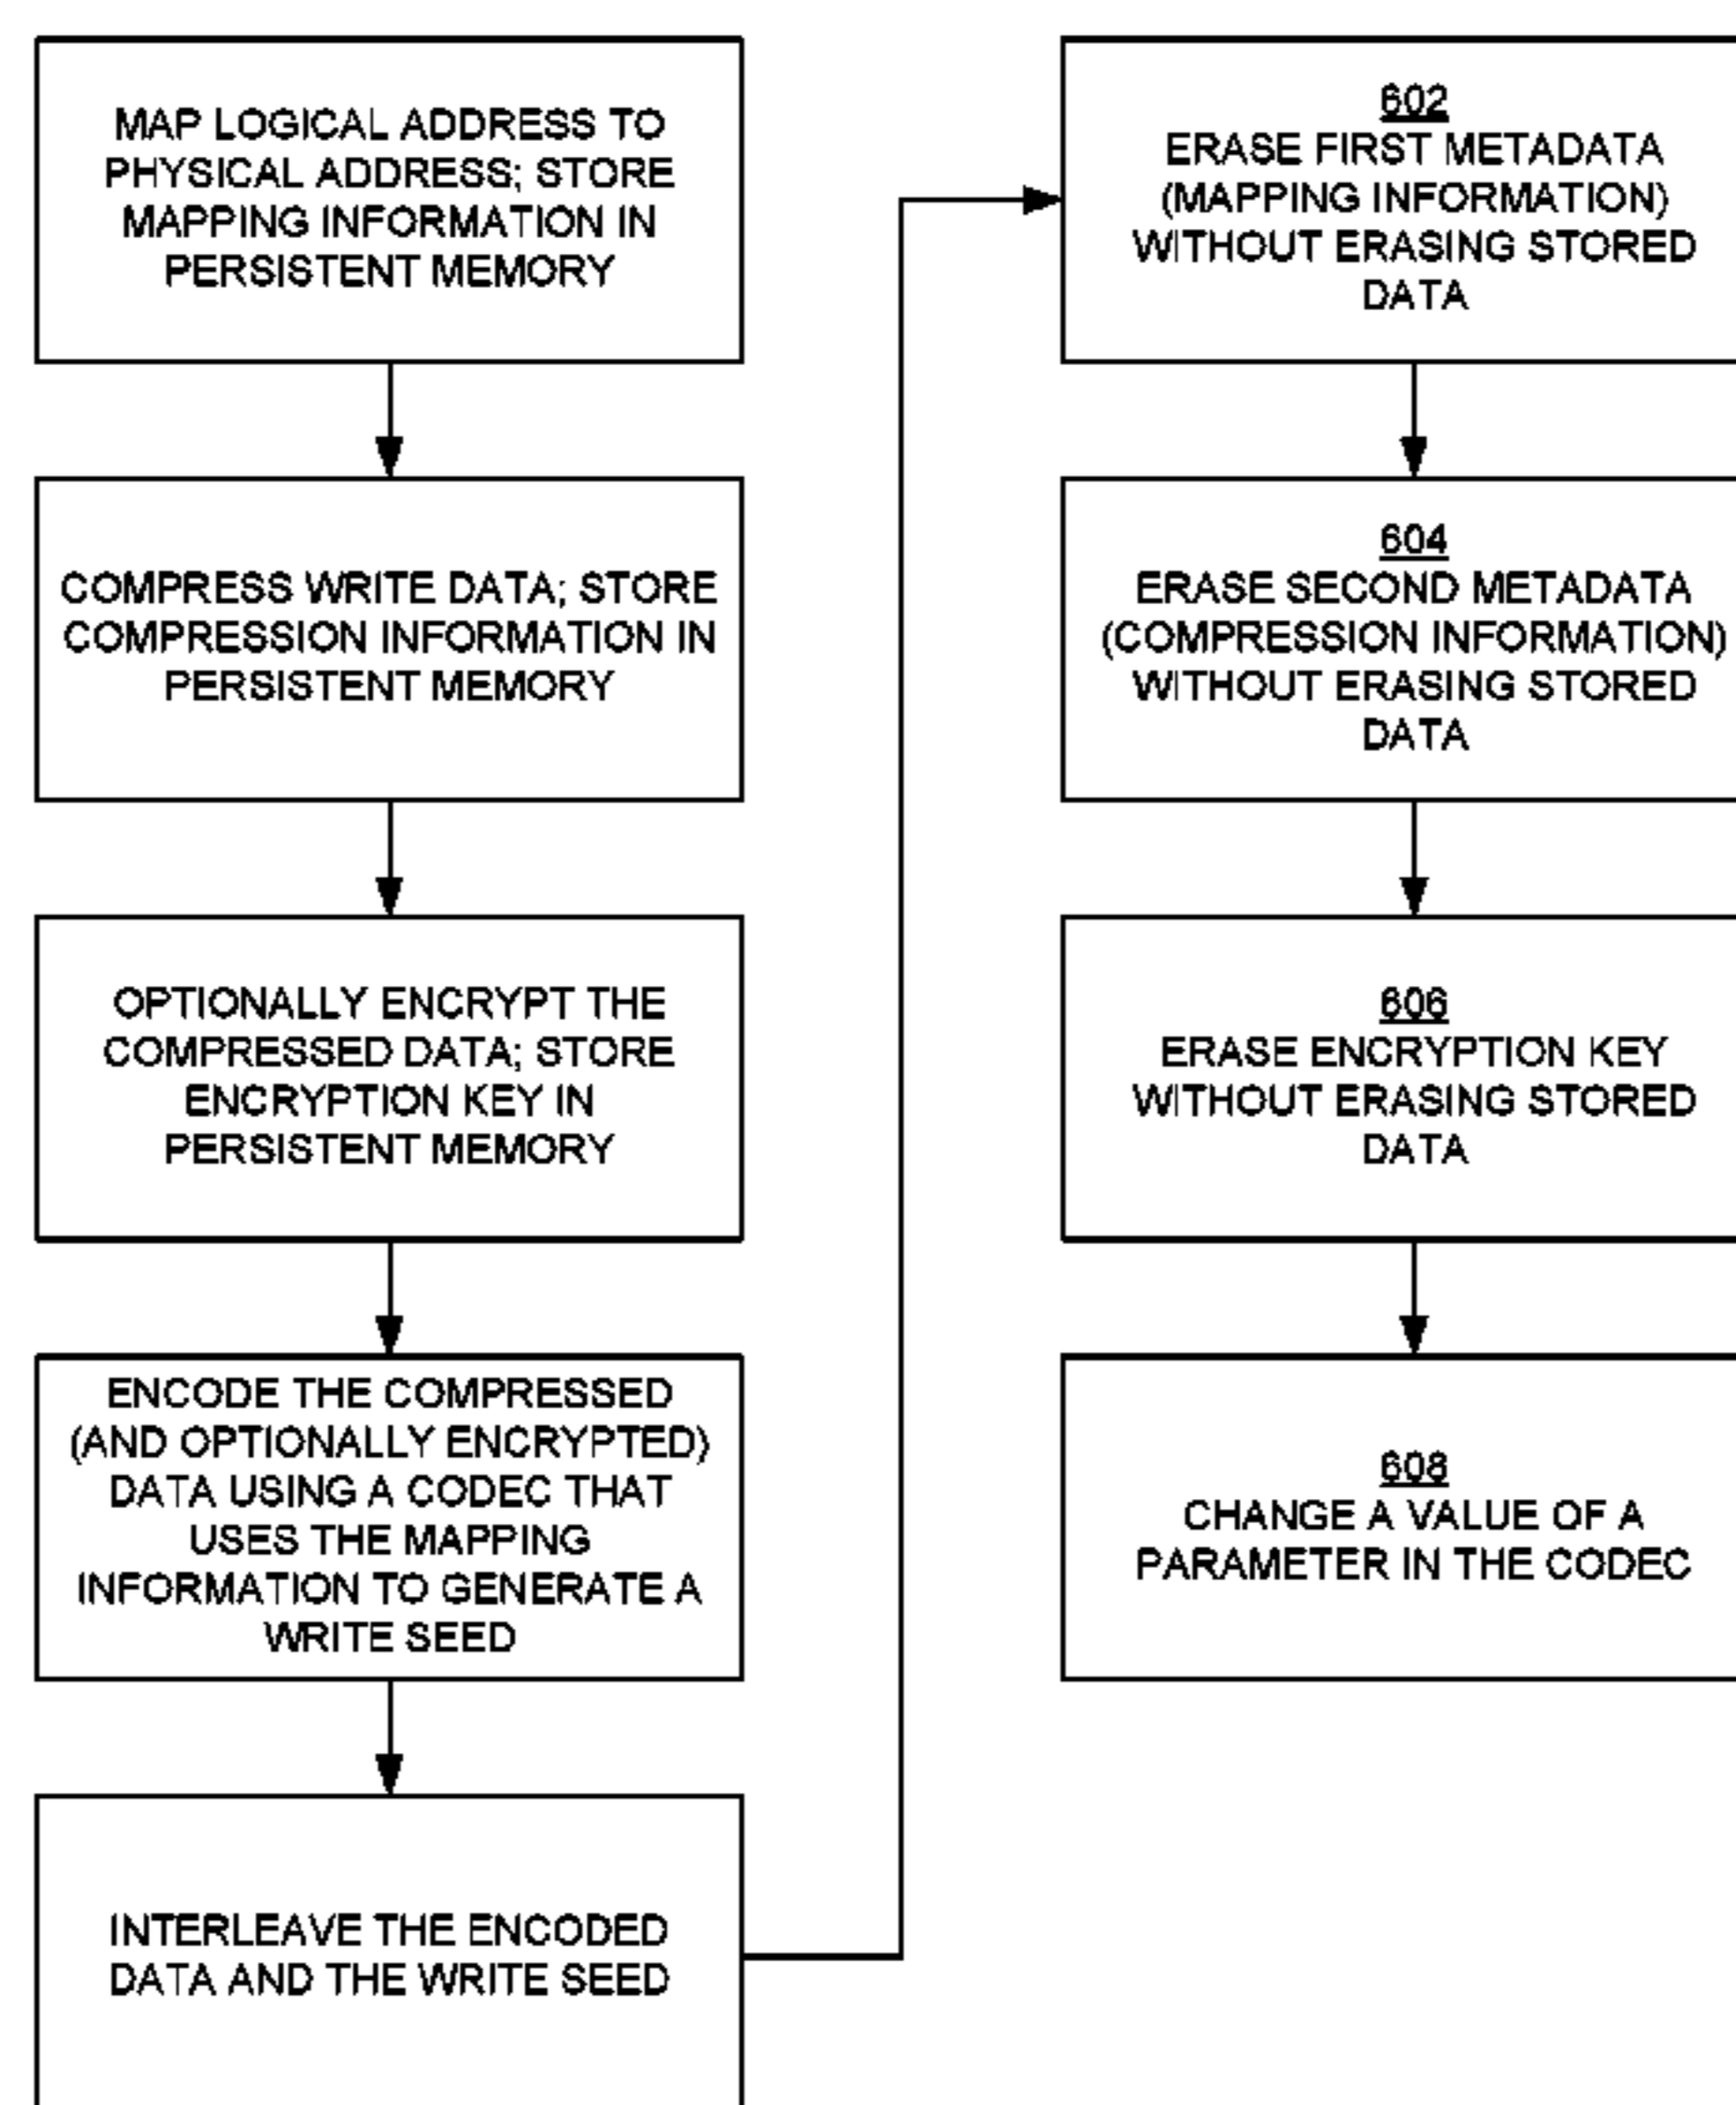 MAP LOGICAL ADDRESS TO
PHYSICAL ADDRESS; STORE
MAPPING INFORMATION IN
PERSISTENT MEMORY
COMPRESS WRITE DATA; STORE
COMPRESSION INFORMATION IN
PERSISTENT MEMORY
OPTIONALLY ENCRYPT THE
COMPRESSED DATA; STORE
ENCRYPTION KEY IN
PERSISTENT MEMORY
ENCODE THE COMPRESSED
(AND OPTIONALLY ENCRYPTED)
DATA USING A CODEC THAT
USES THE MAPPING
INFORMATION TO GENERATE A
WRITE SEED
INTERLEAVE THE ENCODED
DATA AND THE WRITE SEED
602
ERASE FIRST METADATA
(MAPPING INFORMATION)
WITHOUT ERASING STORED
DATA
604
ERASE SECOND METADATA
(COMPRESSION INFORMATION)
WITHOUT ERASING STORED
DATA
606
ERASE ENCRYPTION KEY
WITHOUT ERASING STORED
DATA
608
CHANGE A VALUE OF A
PARAMETER IN THE CODEC